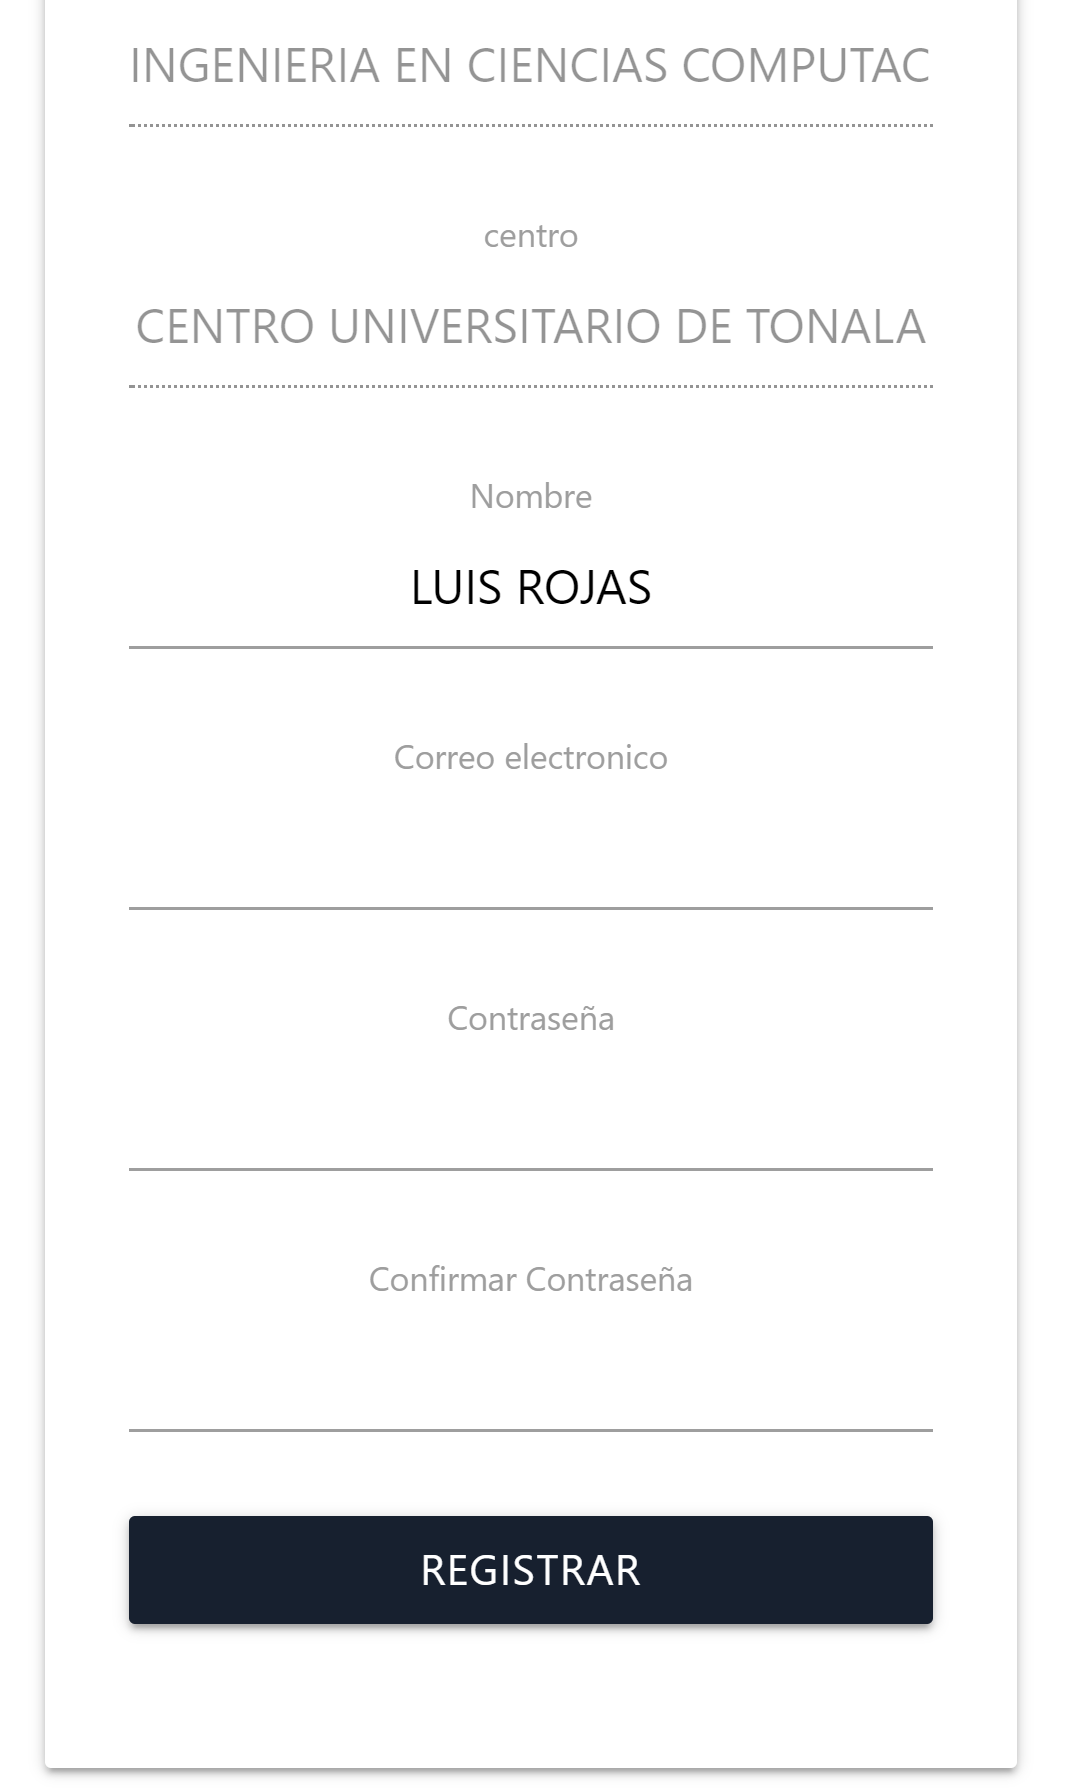 INGENIERIA EN CIENCIAS COMPUTAC
centro
CENTRO UNIVERSITARIO DE TONALA
Nombre
LUIS ROJAS
Correo electronico
Contraseña
Confirmar Contraseña
REGISTRAR